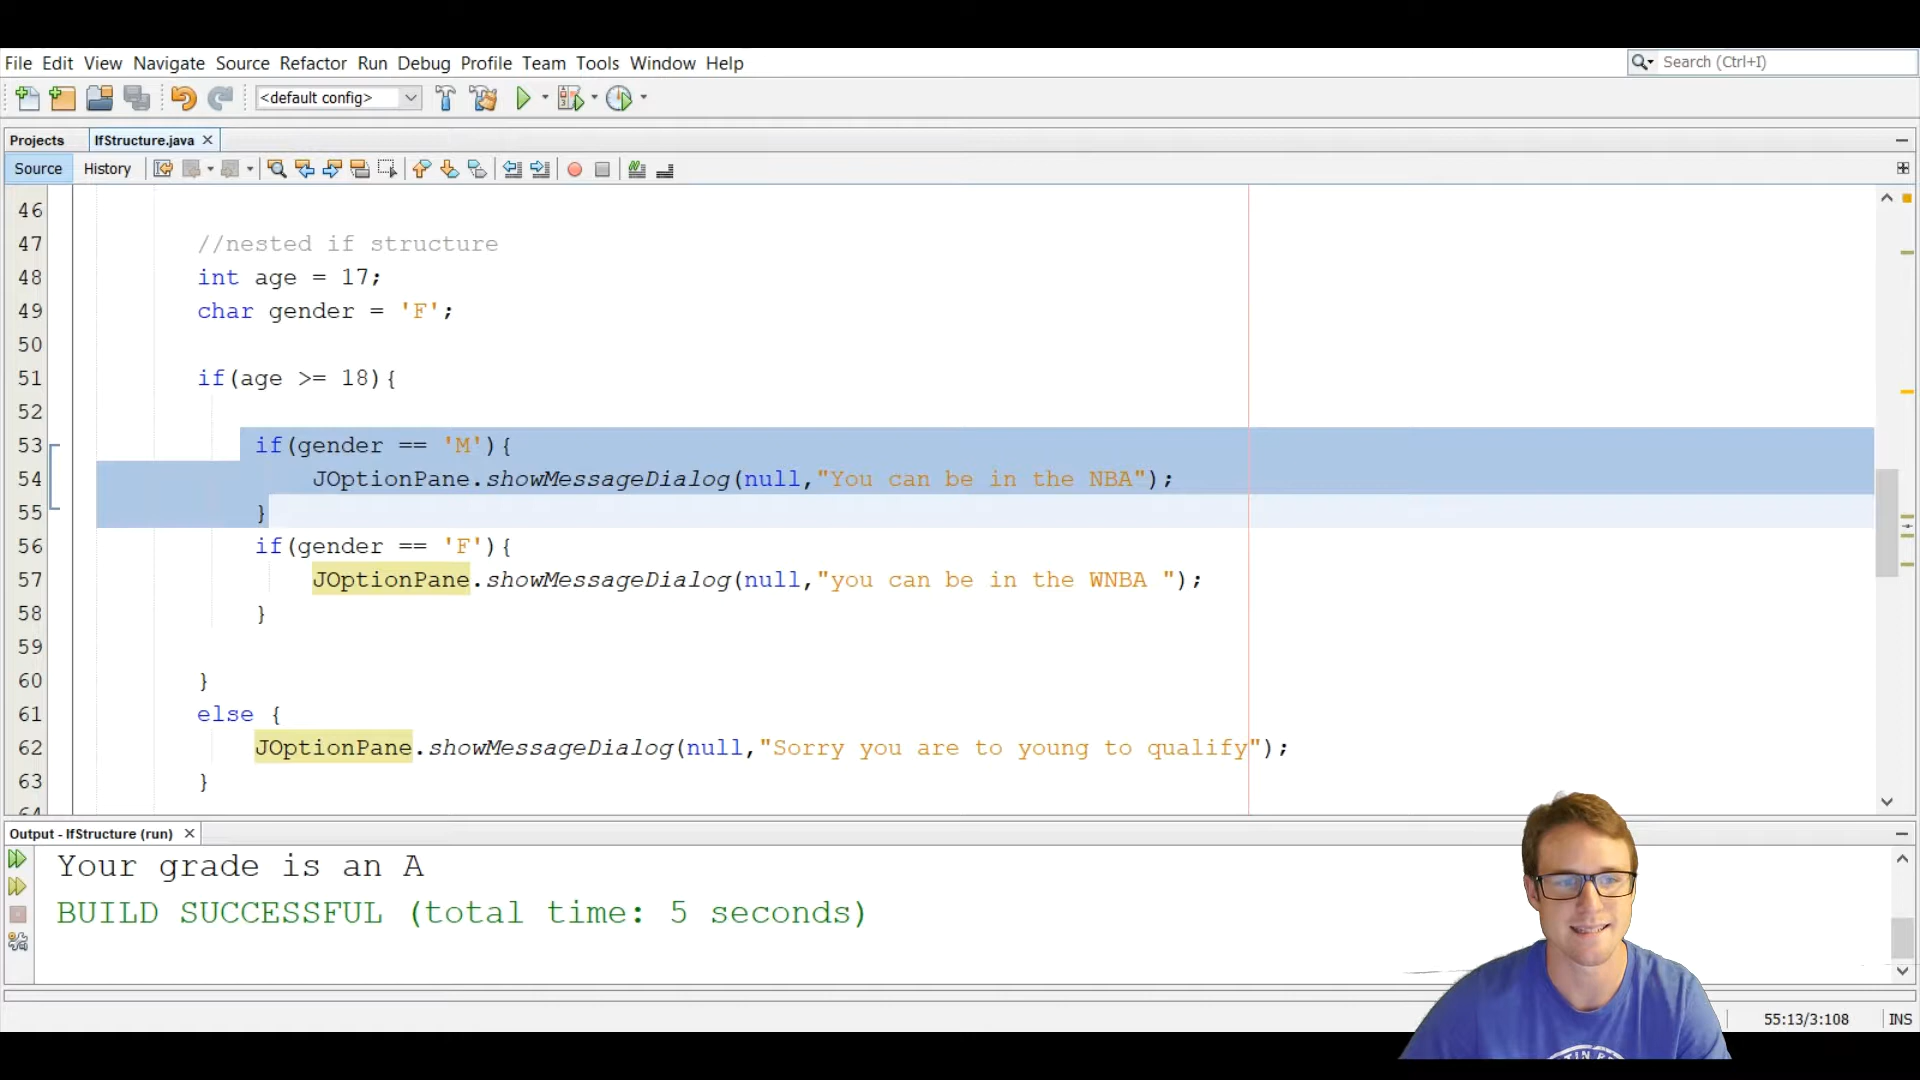 File Edit View Navigate Source Refactor Run Debug Profile Team Tools Window Help
Search (Ctrl+I)
<default config>
Projects
IfStructure.java
Source History
46
47 //nested if structure
48 int age = 17;
49 char gender = 'F';
50
51 if(age >= 18){
52
53 if(gender == 'M'){
54 JOptionPane.showMessageDialog(null,"You can be in the NBA");
55 }
56 if(gender == 'F'){
57 JOptionPane.showMessageDialog(null,"you can be in the WNBA ");
58 }
59
60 }
61 else {
62 JOptionPane.showMessageDialog(null,"Sorry you are to young to qualify");
63 }
64
Output - IfStructure (run)
Your grade is an A
BUILD SUCCESSFUL (total time: 5 seconds)
55:13/3:108 INS